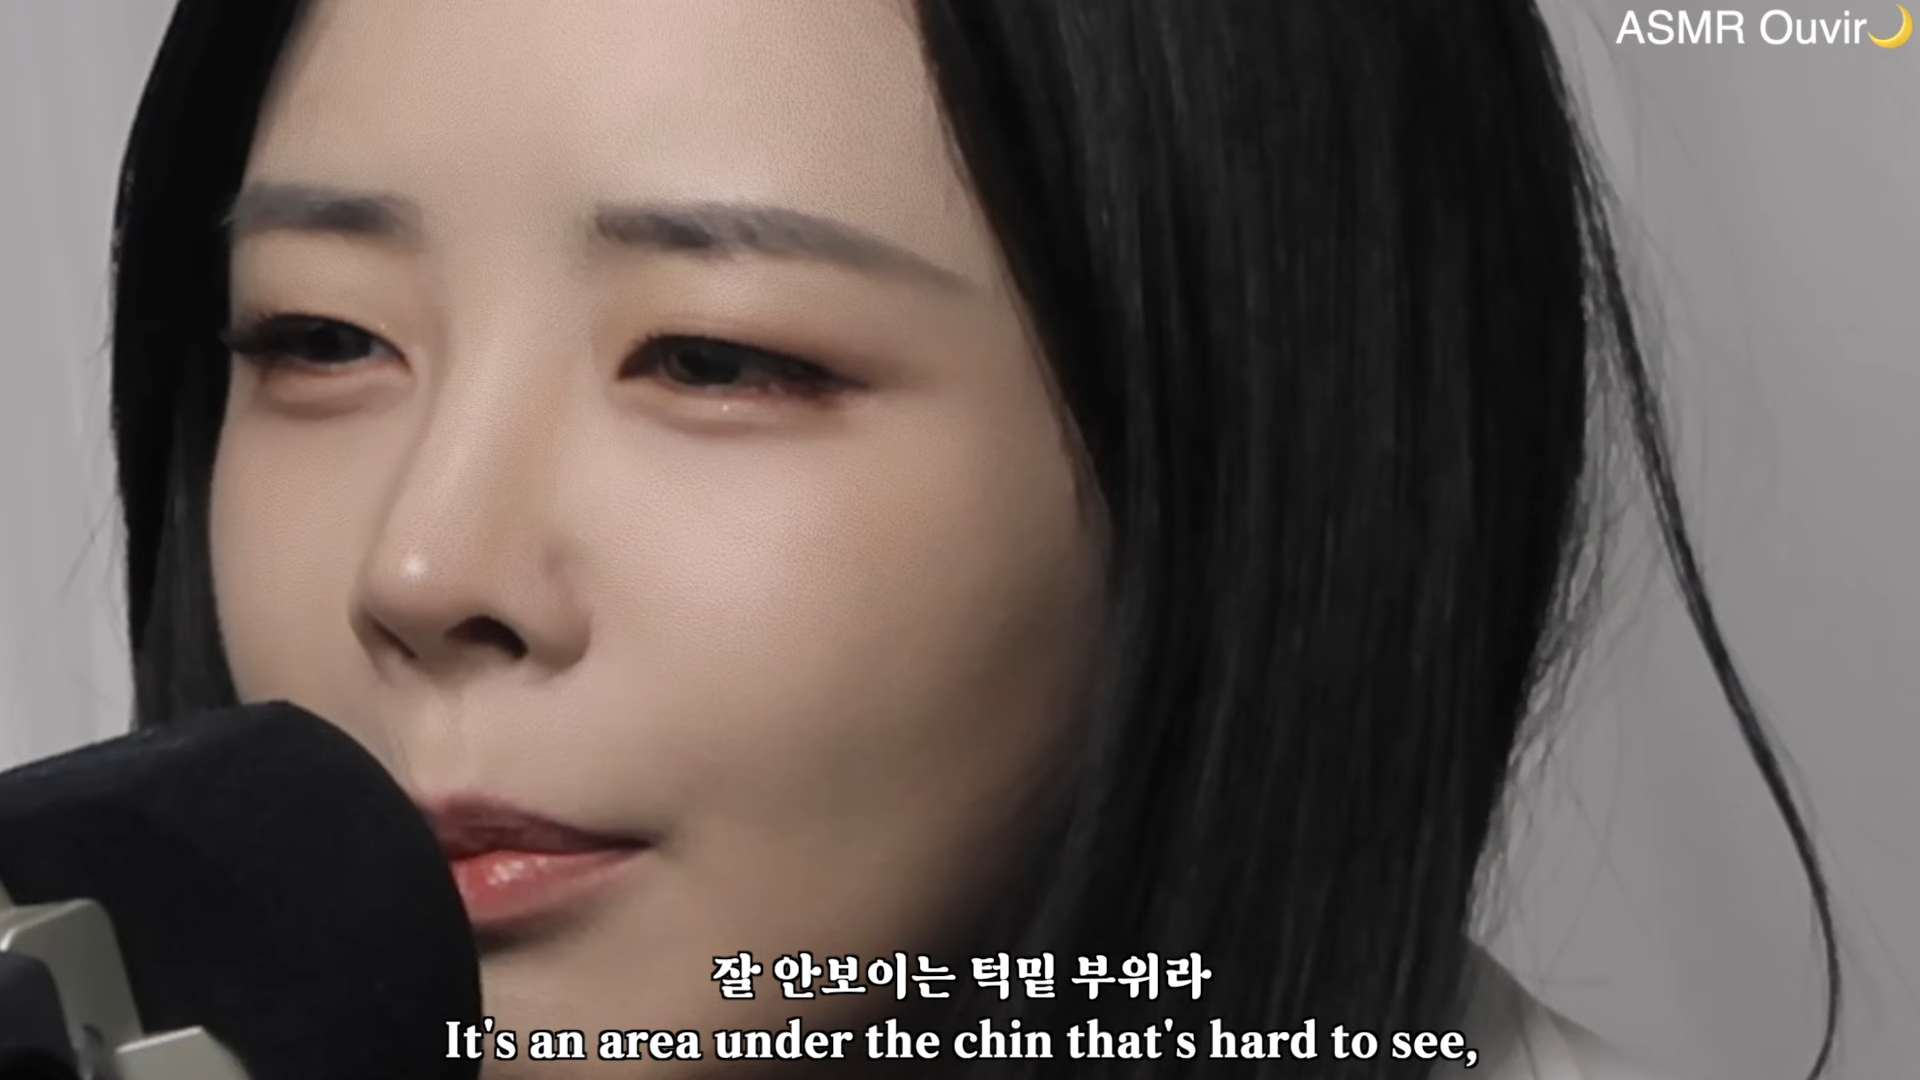 ASMR Ouvir🌙
잘 안보이는 턱밑 부위라
It's an area under the chin that's hard to see,